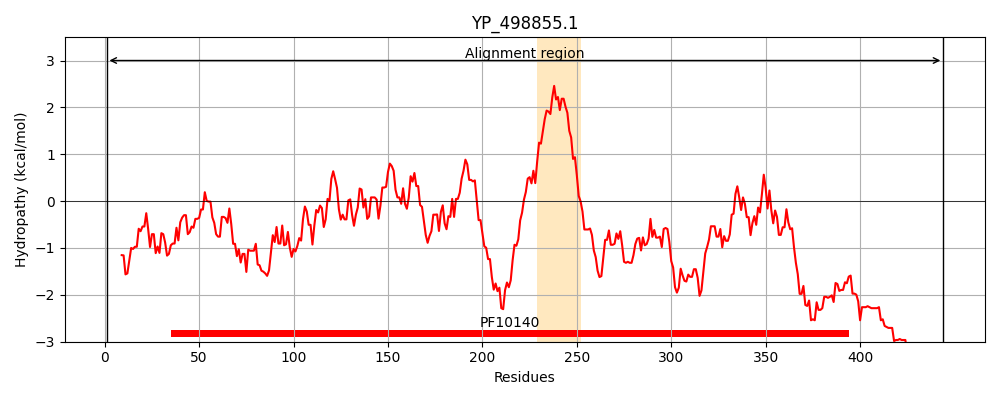 YP_498855.1
Alignment region
Hydropathy (kcal/mol)
3
2
1
0
−1
−2
−3
PF10140
0 50 100 150 200 250 300 350 400
Residues